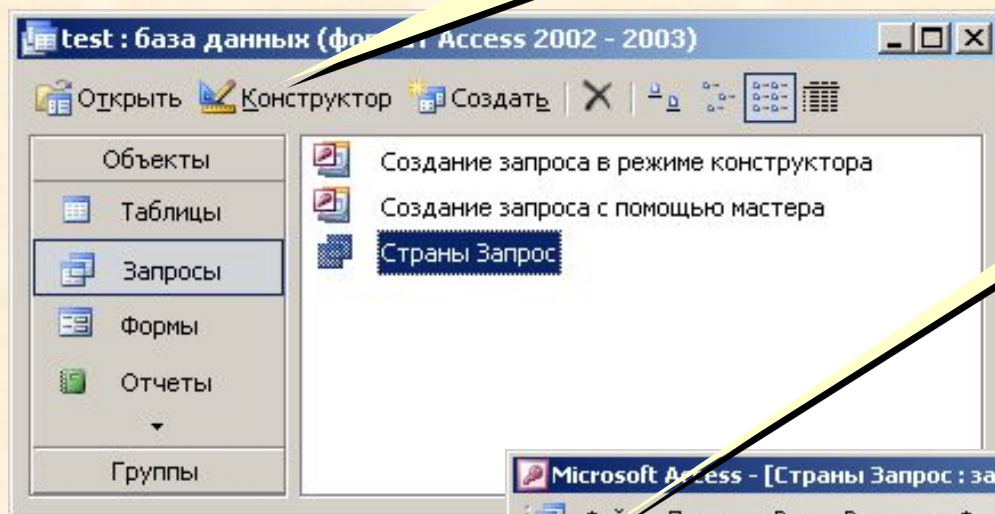 test : база данных (формат Access 2002 - 2003)
Открыть Конструктор Создать
Объекты
Таблицы
Запросы
Формы
Отчеты
Группы
Создание запроса в режиме конструктора
Создание запроса с помощью мастера
Страны Запрос
Microsoft Access - [Страны Запрос : за